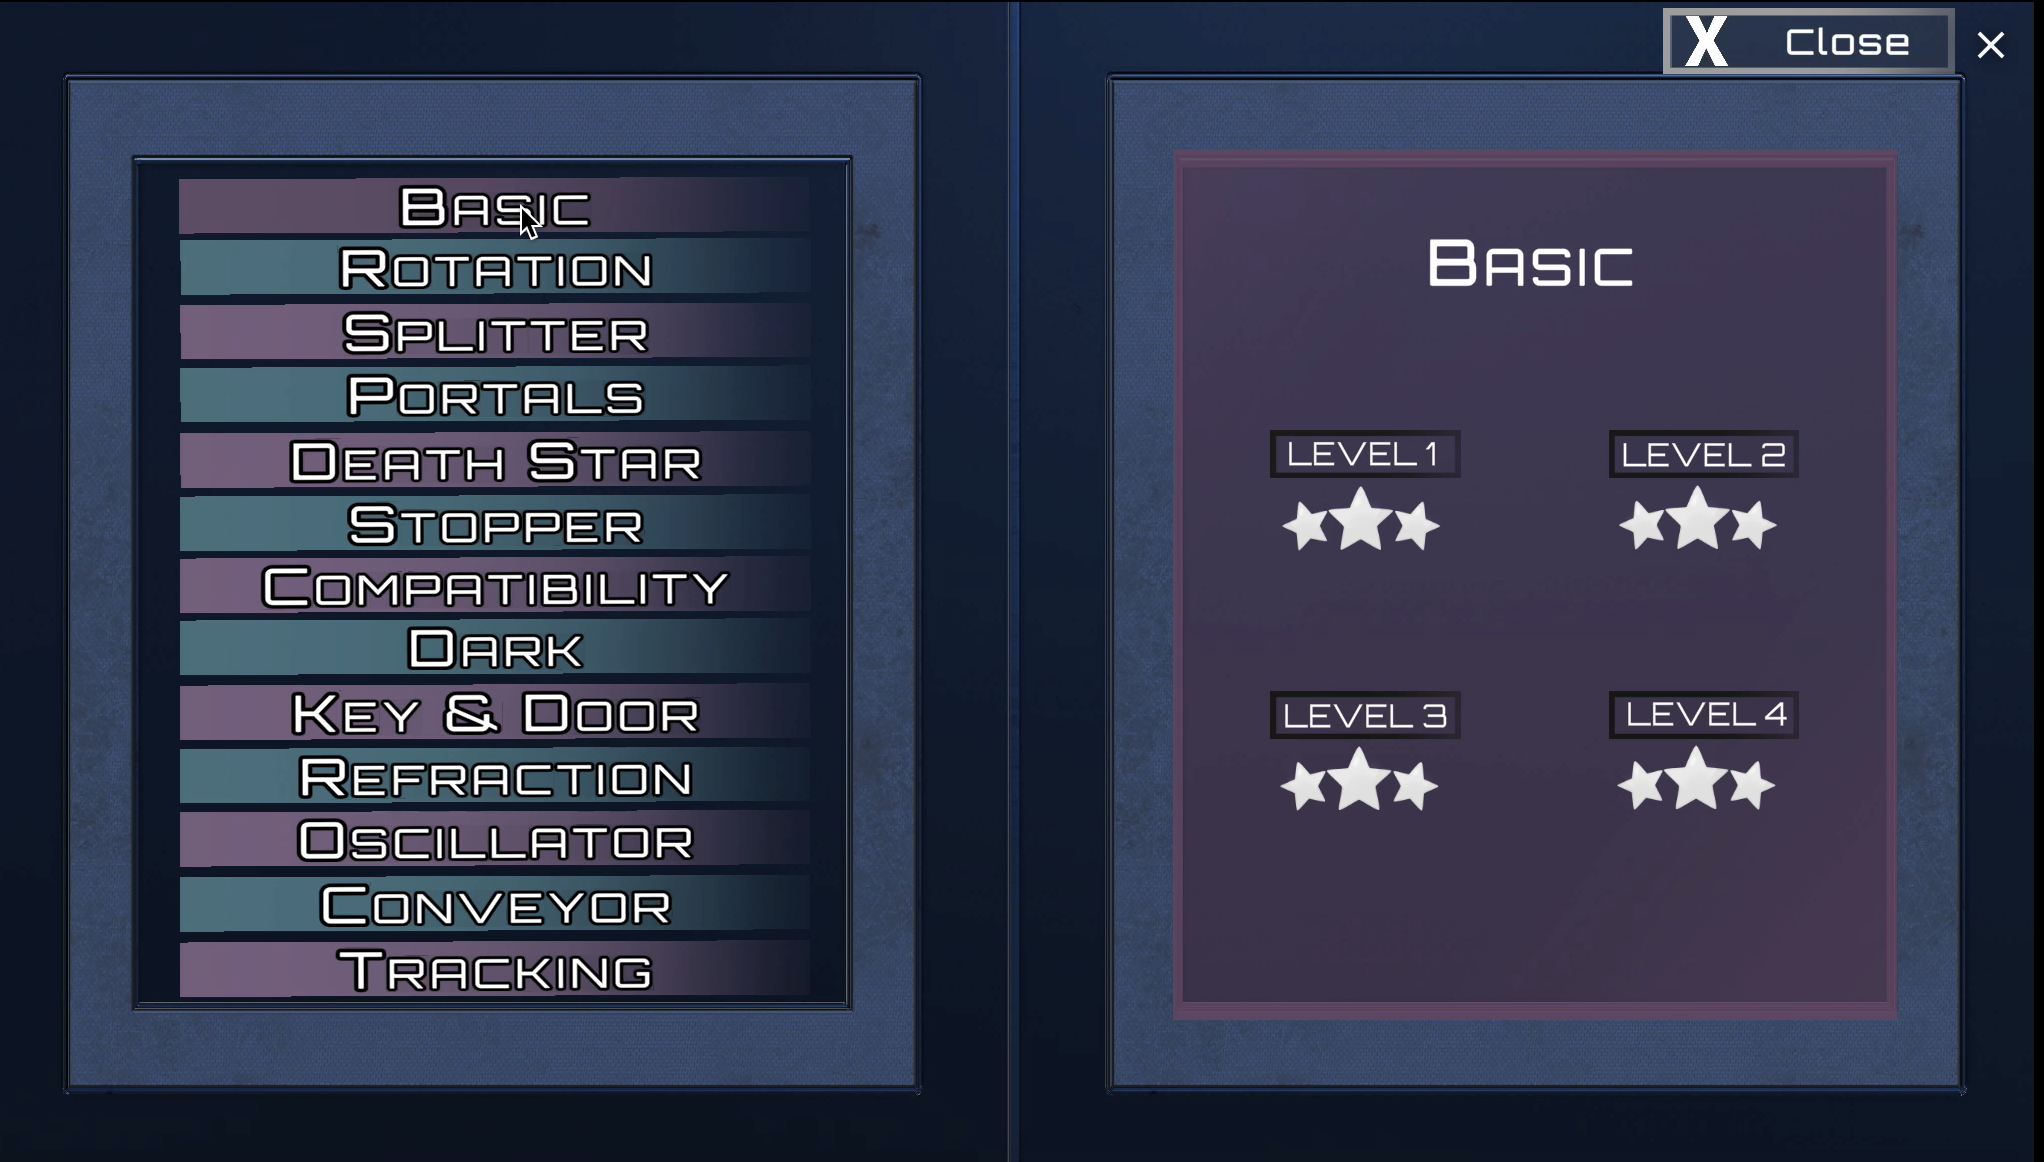 X Close ×
Basic
Rotation
Splitter
Portals
Death Star
Stopper
Compatibility
Dark
Key & Door
Refraction
Oscillator
Conveyor
Tracking
Basic
LEVEL 1
LEVEL 2
LEVEL 3
LEVEL 4